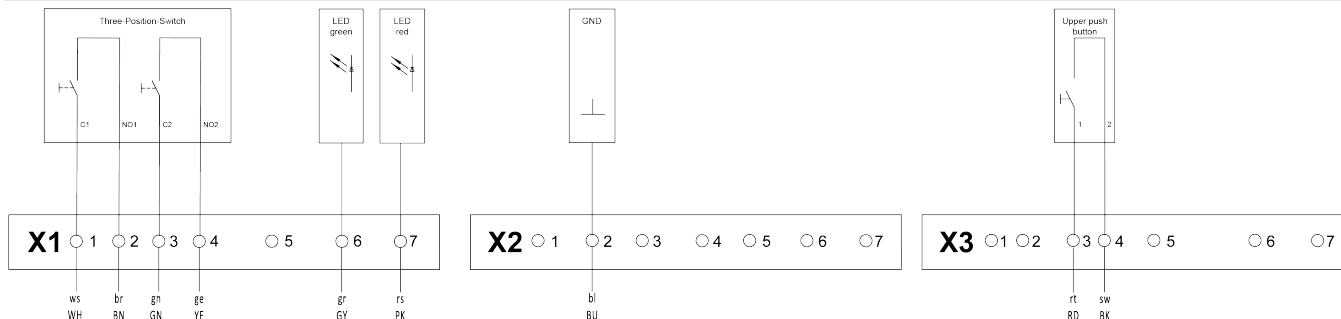 Three-Position-Switch
LED
green
LED
red
GND
Upper push
button
C1 NO1 C2 NO2
1 2
X1 1 2 3 4 5 6 7
X2 1 2 3 4 5 6 7
X3 1 2 3 4 5 6 7
ws br gn ge gr rs bl rt sw
WH BN GN YE GY PK BU RD BK